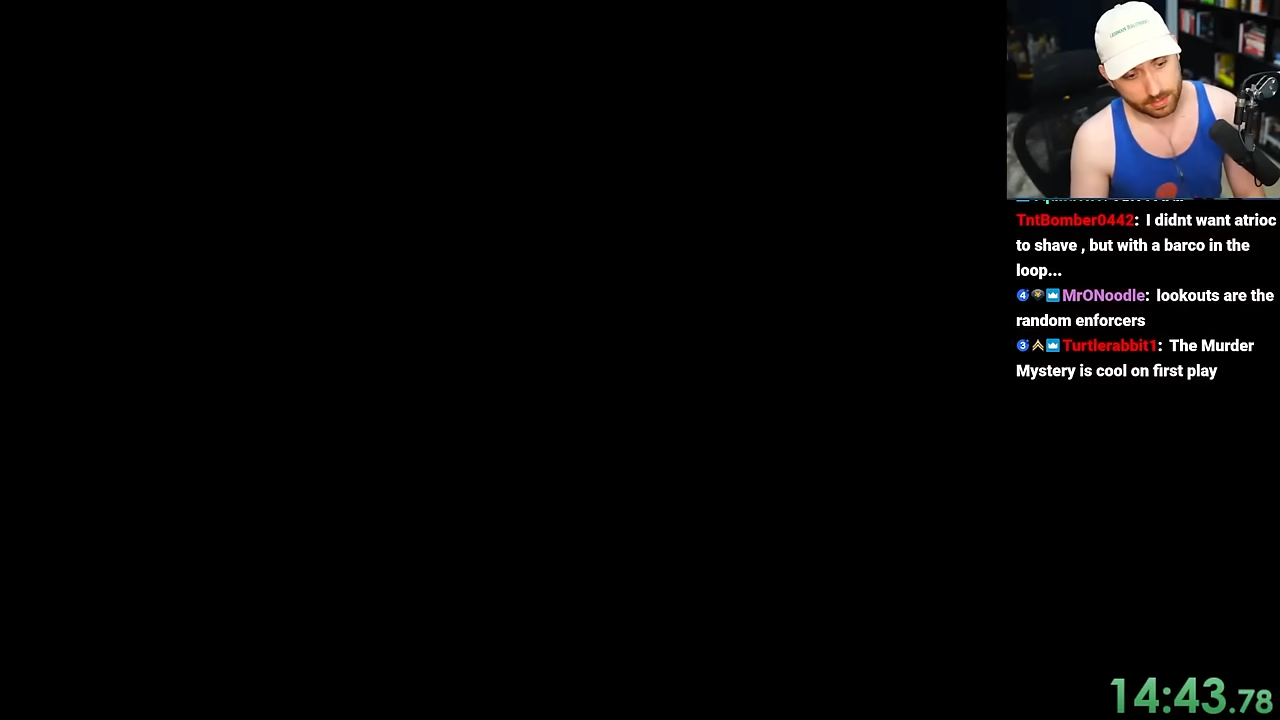 TntBomber0442: I didnt want atrioc
to shave , but with a barco in the
loop...
MrONoodle: lookouts are the
random enforcers
Turtlerabbit1: The Murder
Mystery is cool on first play
14:43.78